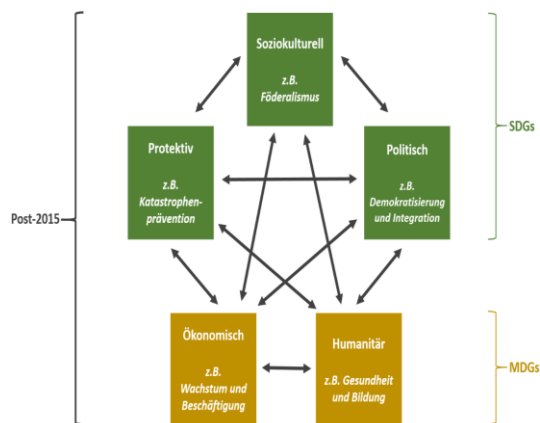 Soziokulturell
z.B.
Föderalismus
SDGs
Protektiv
z.B.
Katastrophen-
prävention
Politisch
z.B.
Demokratisierung
und Integration
Post-2015
Ökonomisch
z.B.
Wachstum und
Beschäftigung
Humanitär
z.B. Gesundheit
und Bildung
MDGs